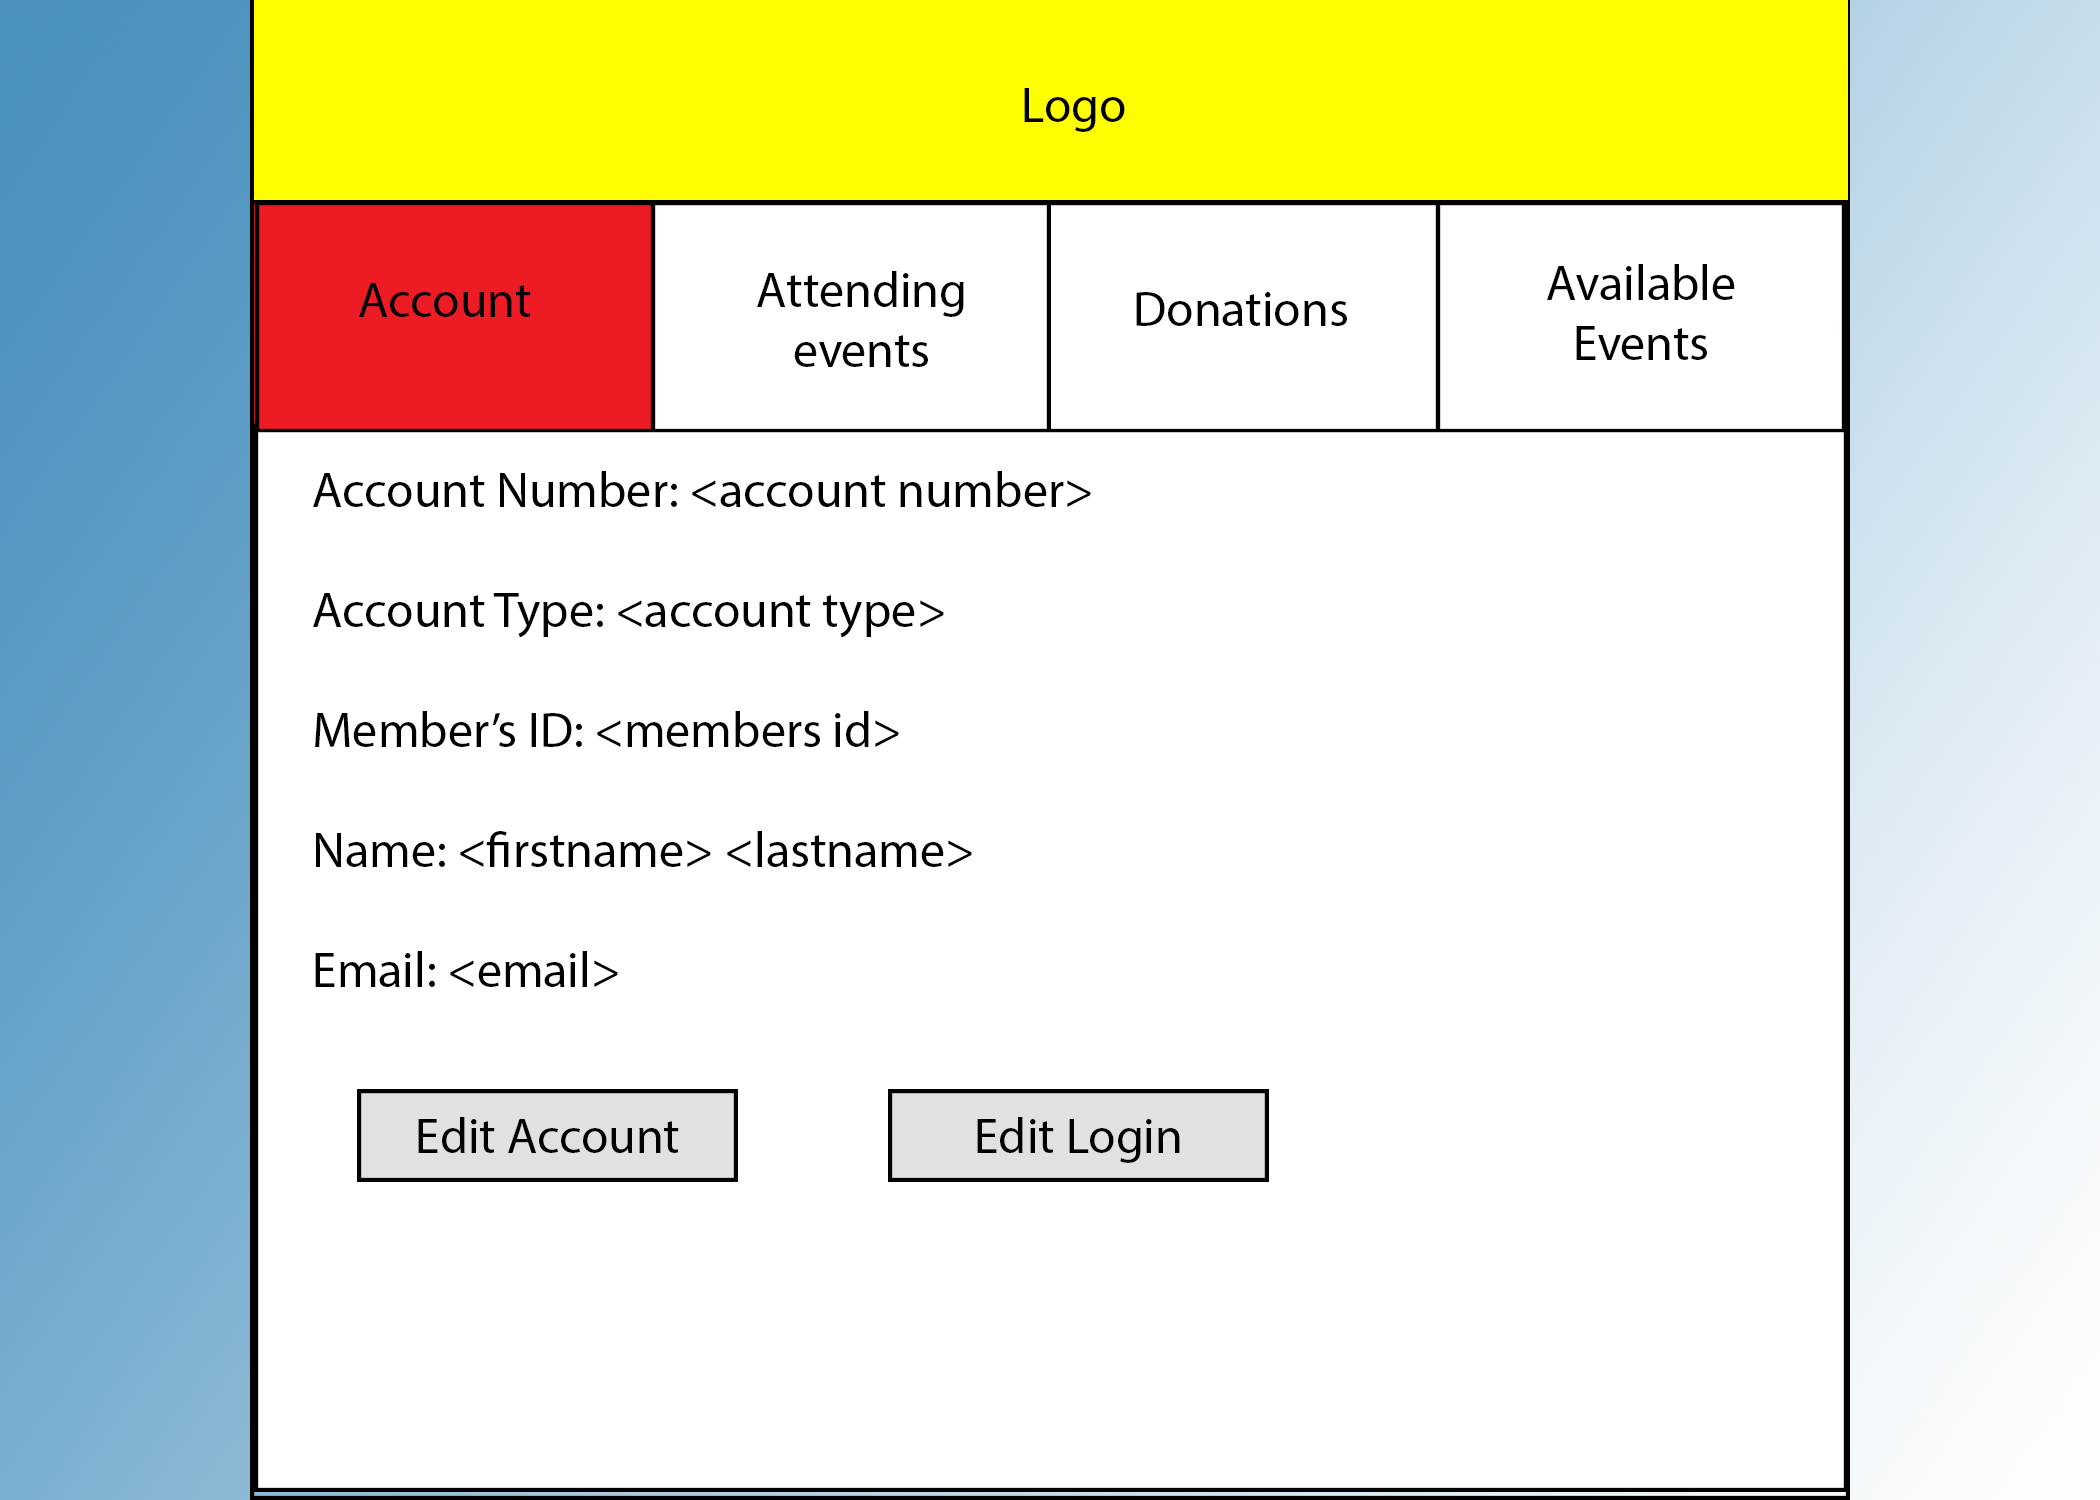 Logo
Account
Attending
events
Donations
Available
Events
Account Number: <account number>
Account Type: <account type>
Member’s ID: <members id>
Name: <firstname> <lastname>
Email: <email>
Edit Account
Edit Login